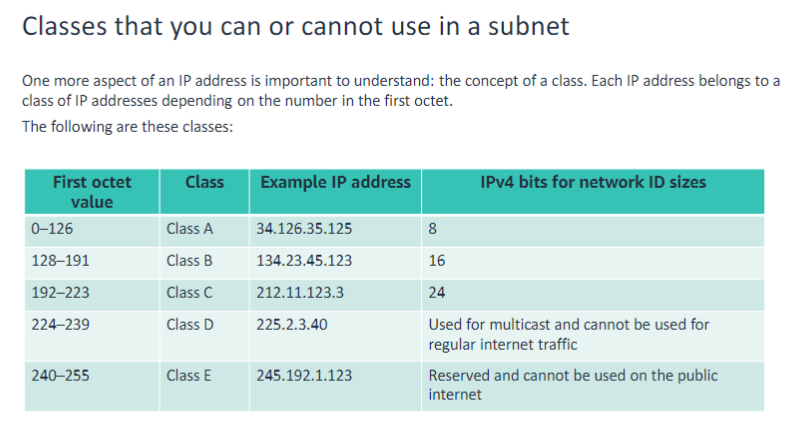 Classes that you can or cannot use in a subnet
One more aspect of an IP address is important to understand: the concept of a class. Each IP address belongs to a
class of IP addresses depending on the number in the first octet.
The following are these classes:
First octet value Class Example IP address IPv4 bits for network ID sizes
0–126 Class A 34.126.35.125 8
128–191 Class B 134.23.45.123 16
192–223 Class C 212.11.123.3 24
224–239 Class D 225.2.3.40 Used for multicast and cannot be used for
regular internet traffic
240–255 Class E 245.192.1.123 Reserved and cannot be used on the public
internet